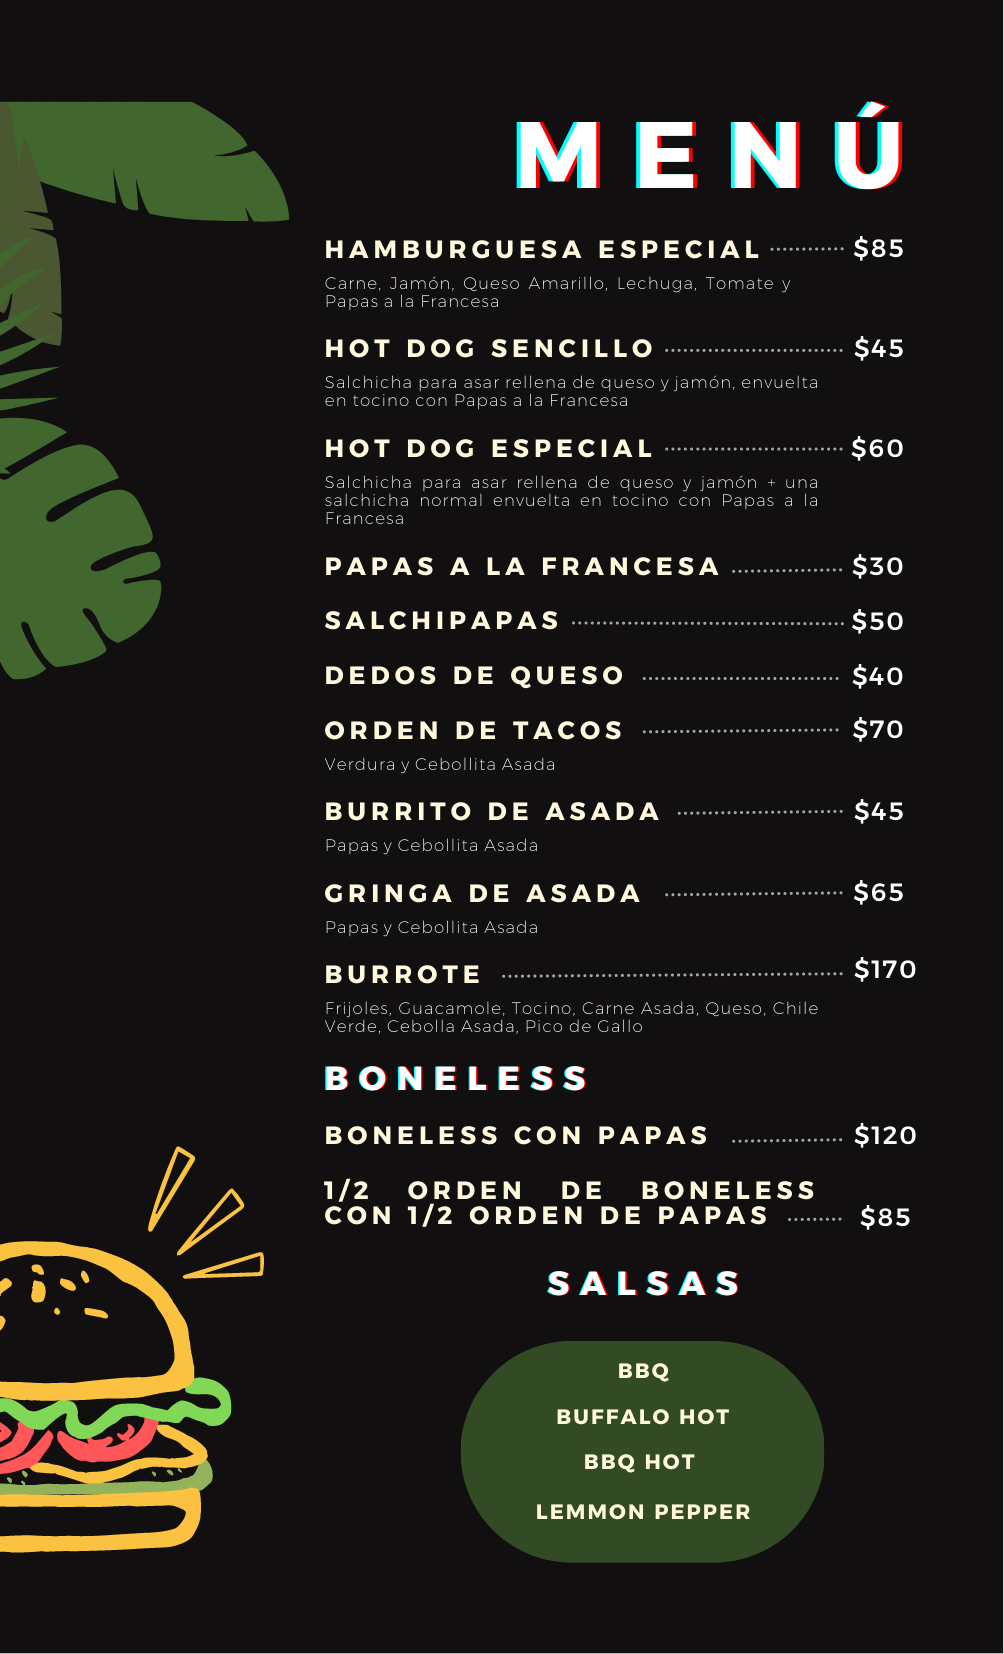 MENÚ
HAMBURGUESA ESPECIAL ............ $85
Carne, Jamón, Queso Amarillo, Lechuga, Tomate y
Papas a la Francesa
HOT DOG SENCILLO ............ $45
Salchicha para asar rellena de queso y jamón, envuelta
en tocino con Papas a la Francesa
HOT DOG ESPECIAL ............ $60
Salchicha para asar rellena de queso y jamón + una
salchicha normal envuelta en tocino con Papas a la
Francesa
PAPAS A LA FRANCESA ............ $30
SALCHIPAPAS ............ $50
DEDOS DE QUESO ............ $40
ORDEN DE TACOS ............ $70
Verdura y Cebollita Asada
BURRITO DE ASADA ............ $45
Papas y Cebollita Asada
GRINGA DE ASADA ............ $65
Papas y Cebollita Asada
BURROTE ............ $170
Frijoles, Guacamole, Tocino, Carne Asada, Queso, Chile
Verde, Cebolla Asada, Pico de Gallo
BONELESS
BONELESS CON PAPAS ............ $120
1/2 ORDEN DE BONELESS
CON 1/2 ORDEN DE PAPAS ......... $85
SALSAS
BBQ
BUFFALO HOT
BBQ HOT
LEMMON PEPPER